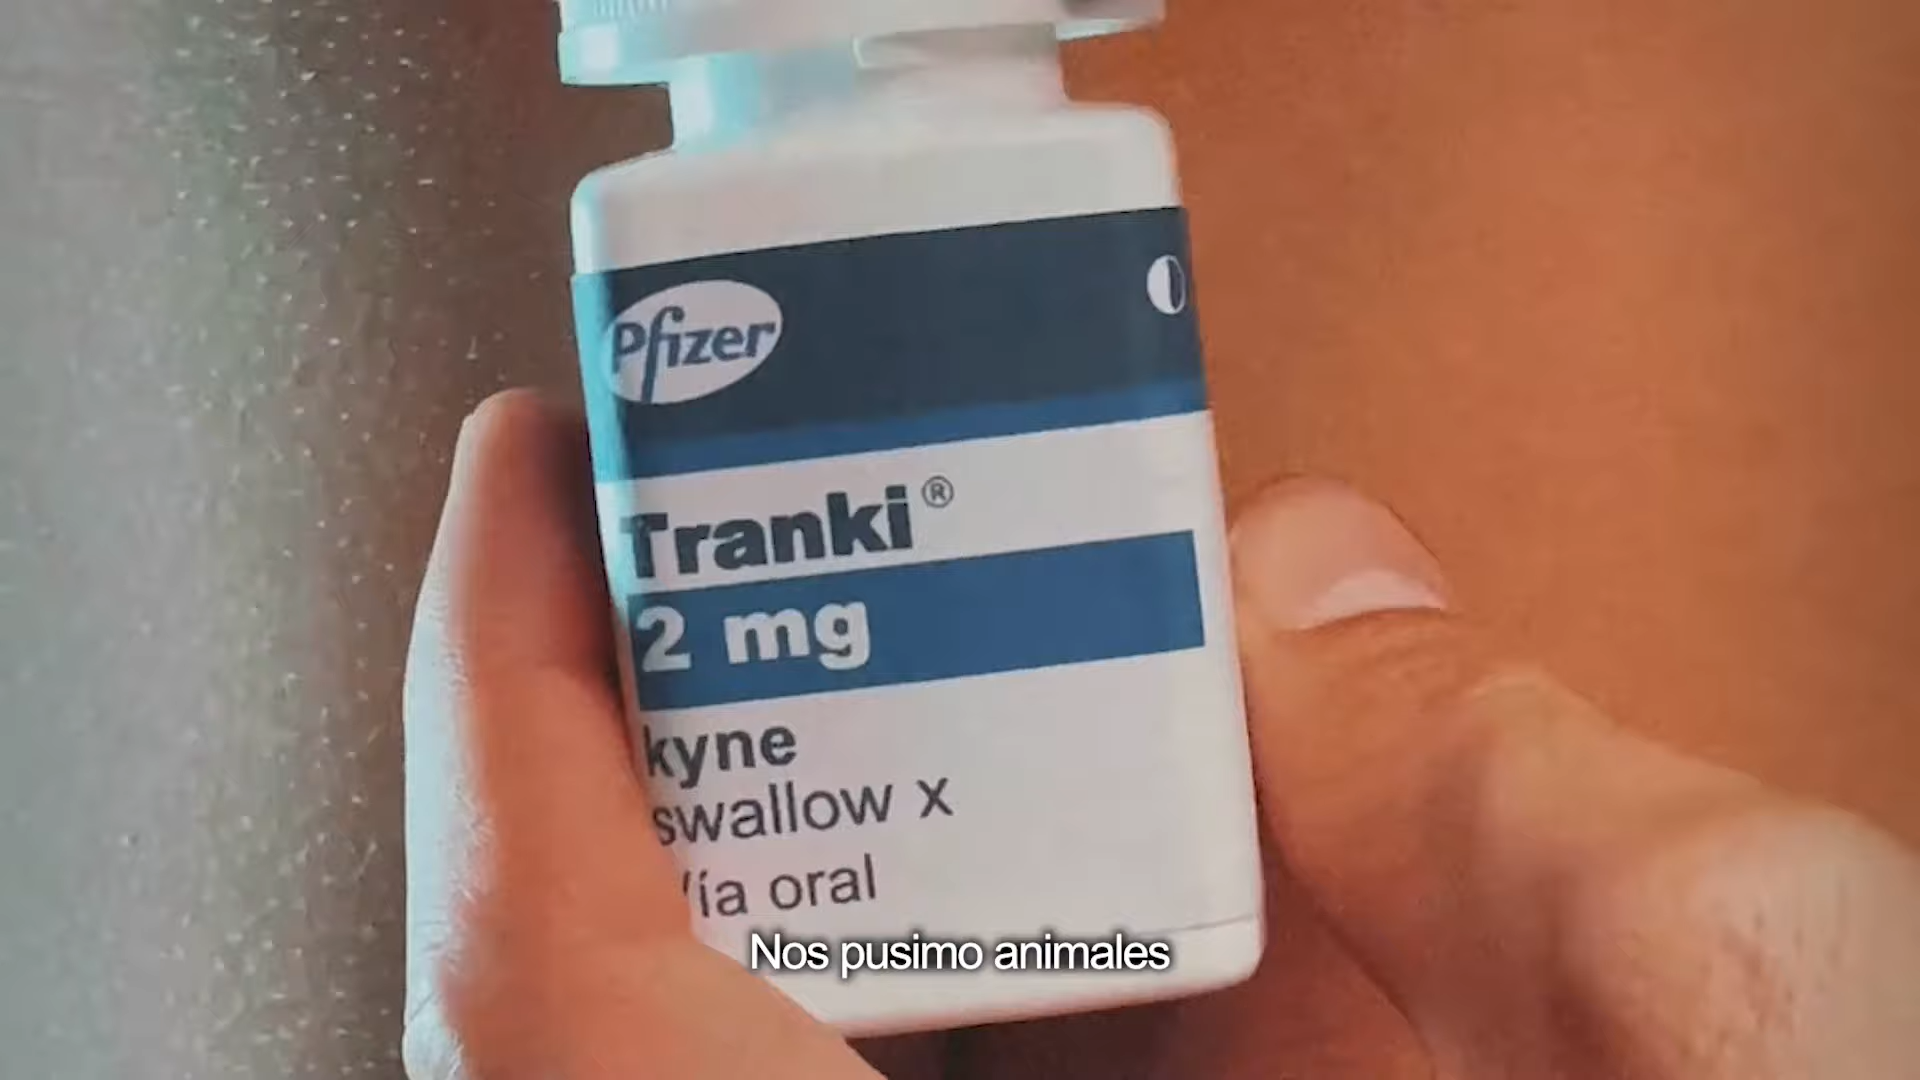 Pfizer
Tranki®
2 mg
kyne
swallow x
ía oral
Nos pusimo animales